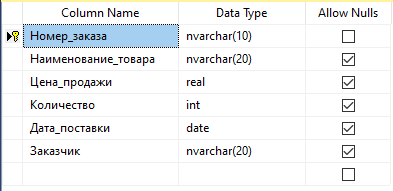 Column Name Data Type Allow Nulls
Номер_заказа nvarchar(10)
Наименование_товара nvarchar(20)
Цена_продажи real
Количество int
Дата_поставки date
Заказчик nvarchar(20)